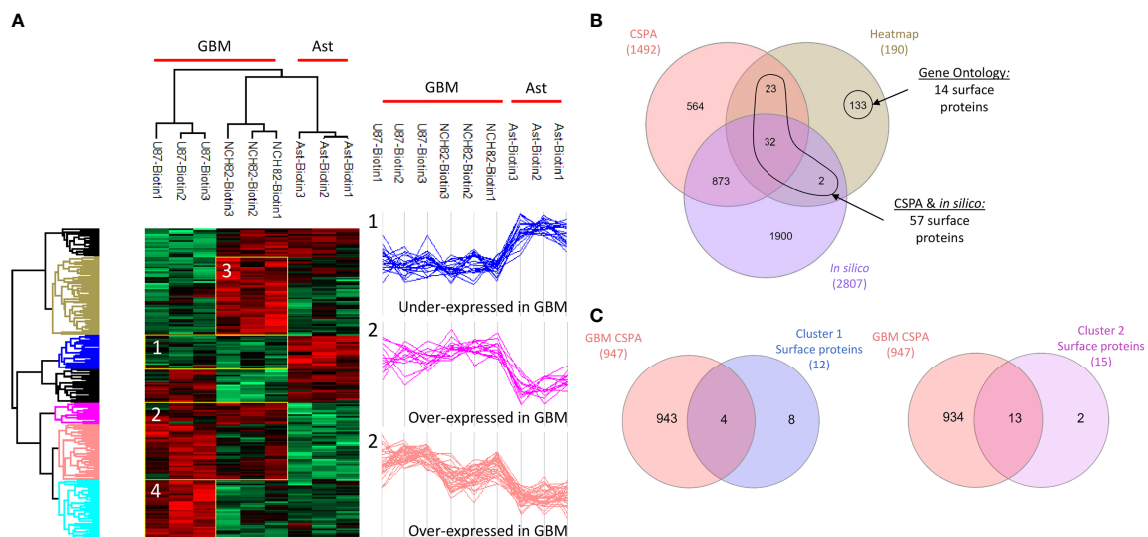 A
GBM
Ast
U87-Biotin1
U87-Biotin2
U87-Biotin3
NCH82-Biotin3
NCH82-Biotin2
NCH82-Biotin1
Ast-Biotin3
Ast-Biotin2
Ast-Biotin1
3
1
2
4
GBM
Ast
U87-Biotin1
U87-Biotin2
U87-Biotin3
NCH82-Biotin3
NCH82-Biotin2
NCH82-Biotin1
Ast-Biotin3
Ast-Biotin2
Ast-Biotin1
1
Under-expressed in GBM
2
Over-expressed in GBM
2
Over-expressed in GBM
B
CSPA
(1492)
Heatmap
(190)
Gene Ontology:
14 surface
proteins
564
23
133
32
873
2
CSPA & in silico:
57 surface
proteins
1900
In silico
(2807)
C
GBM CSPA
(947)
Cluster 1
Surface proteins
(12)
943
4
8
GBM CSPA
(947)
Cluster 2
Surface proteins
(15)
934
13
2